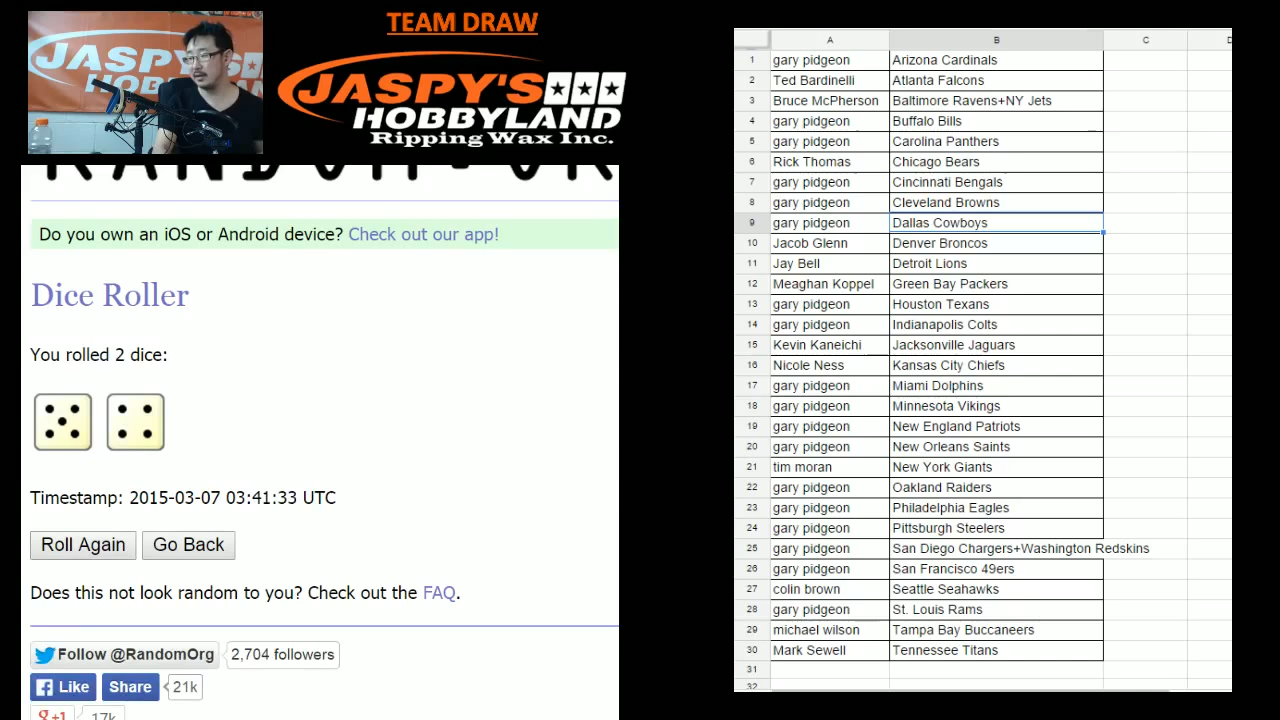 TEAM DRAW
JASPY'S
HOBBYLAND
Ripping Wax Inc.
JASPY'S
HOBBYLAND
Ripping Wax Inc.
Do you own an iOS or Android device? Check out our app!
Dice Roller
You rolled 2 dice:
Timestamp: 2015-03-07 03:41:33 UTC
Roll Again Go Back
Does this not look random to you? Check out the FAQ.
Follow @RandomOrg 2,704 followers
Like Share 21k
g+1 17k
A B C D
1 gary pidgeon Arizona Cardinals
2 Ted Bardinelli Atlanta Falcons
3 Bruce McPherson Baltimore Ravens+NY Jets
4 gary pidgeon Buffalo Bills
5 gary pidgeon Carolina Panthers
6 Rick Thomas Chicago Bears
7 gary pidgeon Cincinnati Bengals
8 gary pidgeon Cleveland Browns
9 gary pidgeon Dallas Cowboys
10 Jacob Glenn Denver Broncos
11 Jay Bell Detroit Lions
12 Meaghan Koppel Green Bay Packers
13 gary pidgeon Houston Texans
14 gary pidgeon Indianapolis Colts
15 Kevin Kaneichi Jacksonville Jaguars
16 Nicole Ness Kansas City Chiefs
17 gary pidgeon Miami Dolphins
18 gary pidgeon Minnesota Vikings
19 gary pidgeon New England Patriots
20 gary pidgeon New Orleans Saints
21 tim moran New York Giants
22 gary pidgeon Oakland Raiders
23 gary pidgeon Philadelphia Eagles
24 gary pidgeon Pittsburgh Steelers
25 gary pidgeon San Diego Chargers+Washington Redskins
26 gary pidgeon San Francisco 49ers
27 colin brown Seattle Seahawks
28 gary pidgeon St. Louis Rams
29 michael wilson Tampa Bay Buccaneers
30 Mark Sewell Tennessee Titans
31
32